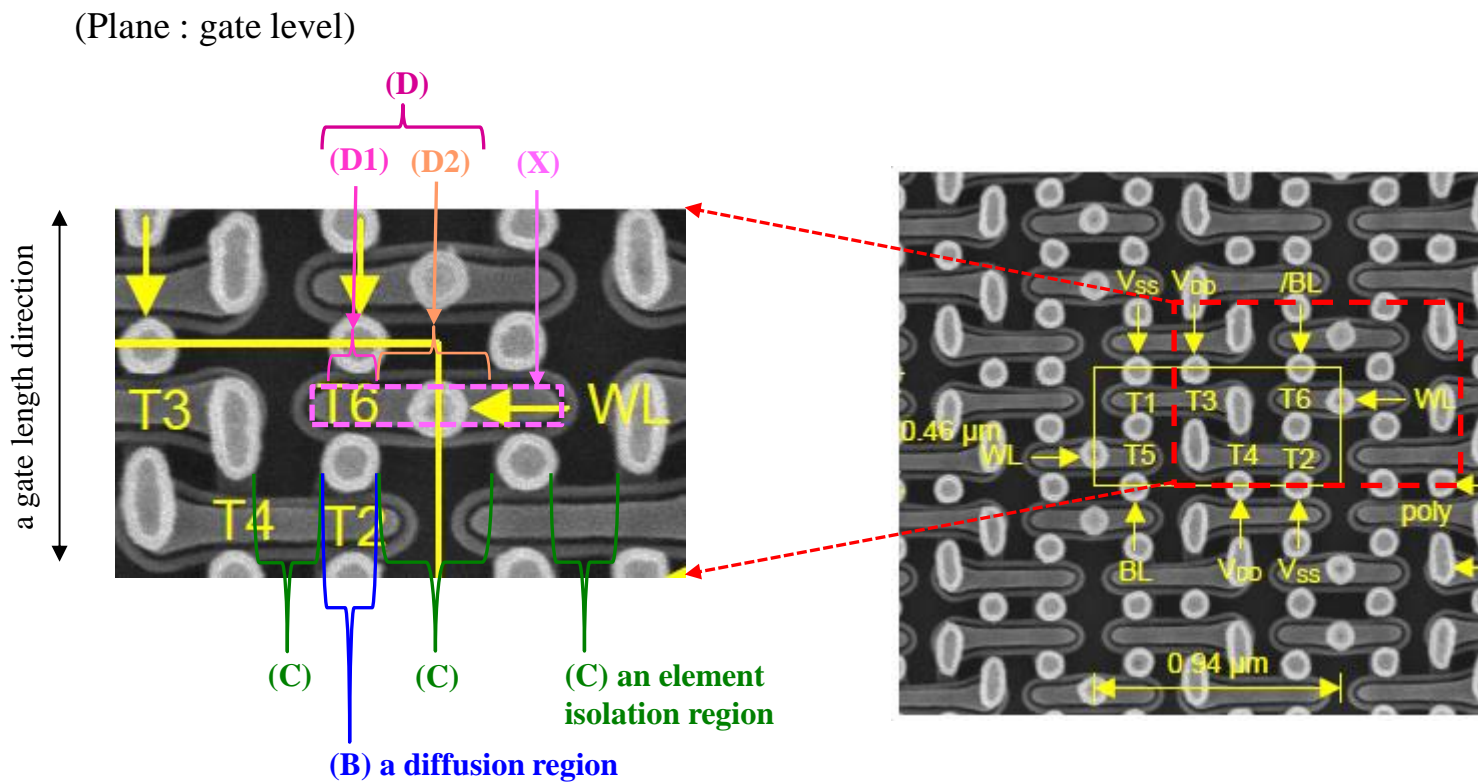 (Plane : gate level)
(D)
(D1) (D2) (X)
a gate length direction
T3 T6 WL
T4 T2
(C) (C) (C) an element
isolation region
(B) a diffusion region
VSS VDD /BL
T1 T3 T6 WL
0.46 µm
WL T5 T4 T2
poly
BL VDD VSS
0.94 µm